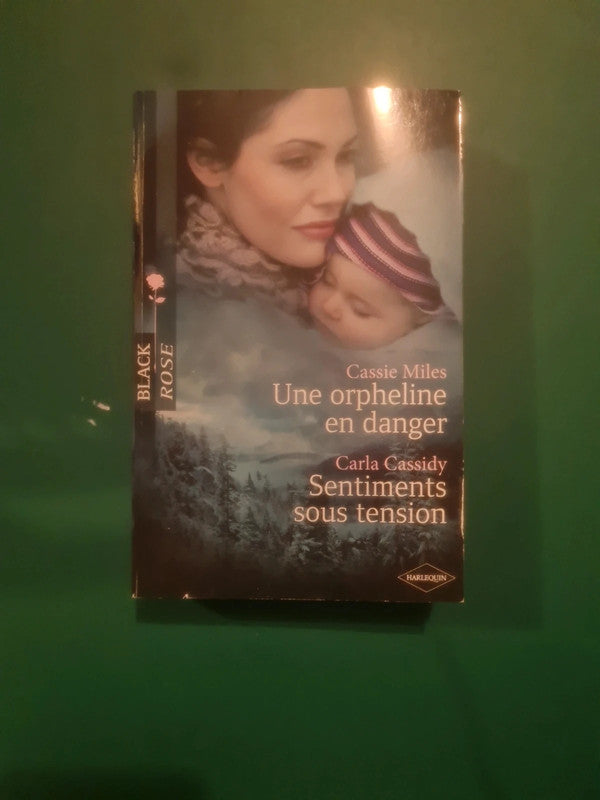 BLACK
ROSE
Cassie Miles
Une orpheline
en danger
Carla Cassidy
Sentiments
sous tension
HARLEQUIN